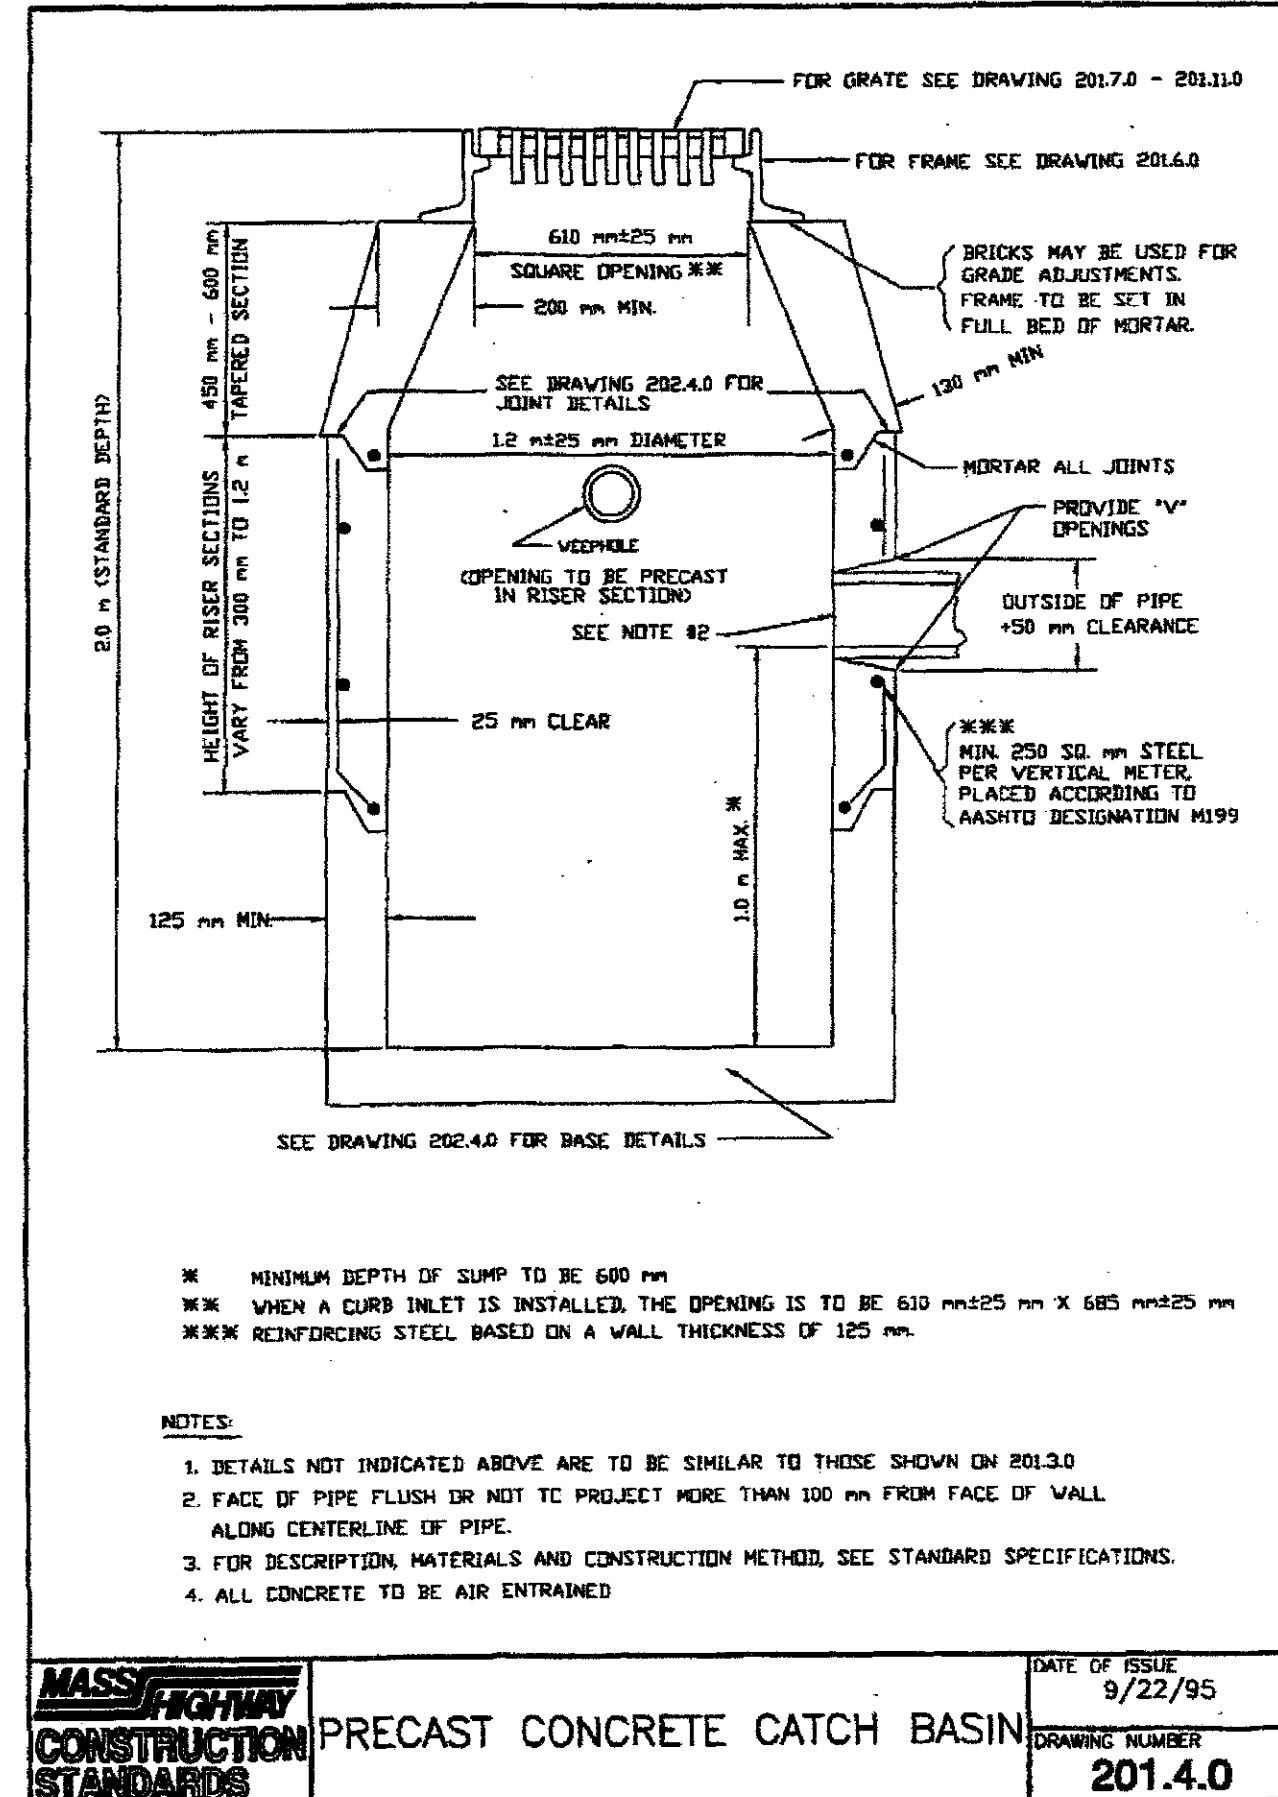 FOR GRATE SEE DRAWING 201.7.0 - 201.11.0
FOR FRAME SEE DRAWING 201.6.0
610 mm±25 mm
SQUARE OPENING **
200 mm MIN.
BRICKS MAY BE USED FOR
GRADE ADJUSTMENTS.
FRAME TO BE SET IN
FULL BED OF MORTAR.
450 mm - 600 mm
TAPERED SECTION
130 mm MIN
SEE DRAWING 202.4.0 FOR
JOINT DETAILS
1.2 m±25 mm DIAMETER
MORTAR ALL JOINTS
2.0 m (STANDARD DEPTH)
HEIGHT OF RISER SECTIONS
VARY FROM 300 mm TO 1.2 m
WEEPHOLE
(OPENING TO BE PRECAST
IN RISER SECTION)
PROVIDE "V"
OPENINGS
SEE NOTE #2
OUTSIDE OF PIPE
+50 mm CLEARANCE
25 mm CLEAR
***
MIN. 250 SQ. mm STEEL
PER VERTICAL METER,
PLACED ACCORDING TO
AASHTO DESIGNATION M199
1.0 m MAX. *
125 mm MIN.
SEE DRAWING 202.4.0 FOR BASE DETAILS
* MINIMUM DEPTH OF SUMP TO BE 600 mm
** WHEN A CURB INLET IS INSTALLED, THE OPENING IS TO BE 610 mm±25 mm X 685 mm±25 mm
*** REINFORCING STEEL BASED ON A WALL THICKNESS OF 125 mm.
NOTES:
1. DETAILS NOT INDICATED ABOVE ARE TO BE SIMILAR TO THOSE SHOWN ON 201.3.0
2. FACE OF PIPE FLUSH OR NOT TO PROJECT MORE THAN 100 mm FROM FACE OF WALL
ALONG CENTERLINE OF PIPE.
3. FOR DESCRIPTION, MATERIALS AND CONSTRUCTION METHOD, SEE STANDARD SPECIFICATIONS.
4. ALL CONCRETE TO BE AIR ENTRAINED
MASS HIGHWAY
CONSTRUCTION
STANDARDS
PRECAST CONCRETE CATCH BASIN
DATE OF ISSUE
9/22/95
DRAWING NUMBER
201.4.0